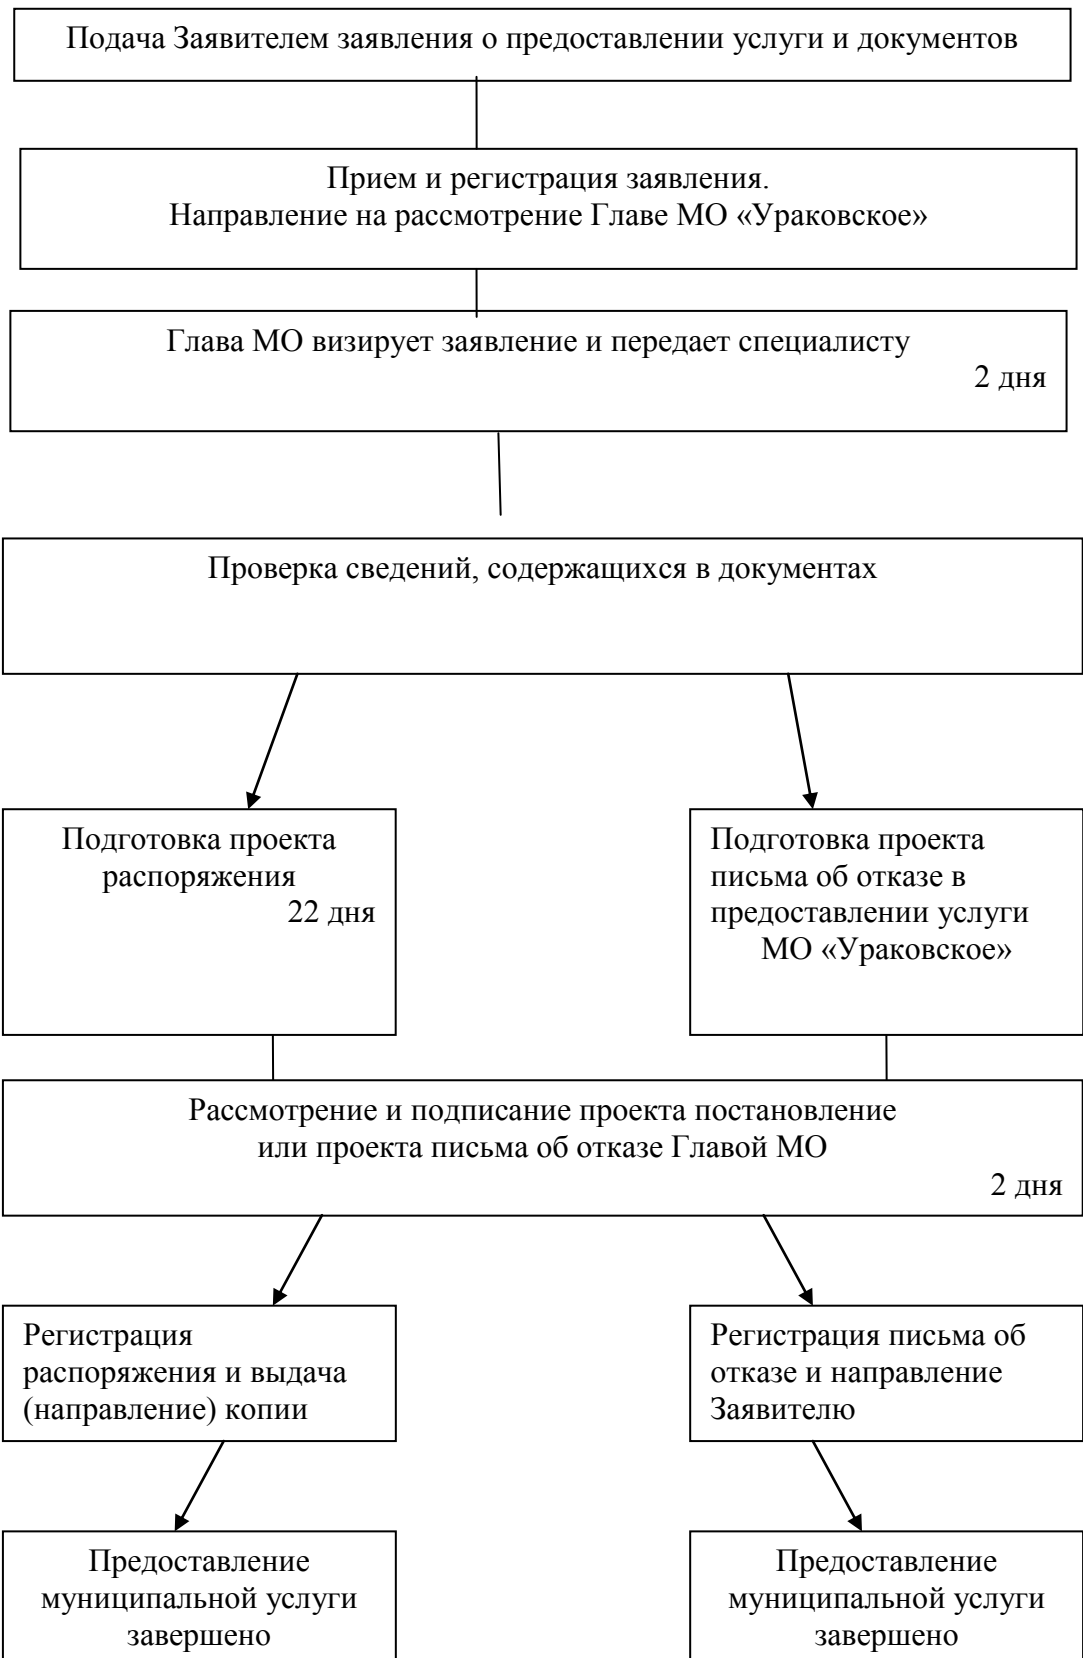 Подача Заявителем заявления о предоставлении услуги и документов
Прием и регистрация заявления.
Направление на рассмотрение Главе МО «Ураковское»
Глава МО визирует заявление и передает специалисту
2 дня
Проверка сведений, содержащихся в документах
Подготовка проекта
распоряжения
22 дня
Подготовка проекта
письма об отказе в
предоставлении услуги
МО «Ураковское»
Рассмотрение и подписание проекта постановление
или проекта письма об отказе Главой МО
2 дня
Регистрация
распоряжения и выдача
(направление) копии
Регистрация письма об
отказе и направление
Заявителю
Предоставление
муниципальной услуги
завершено
Предоставление
муниципальной услуги
завершено